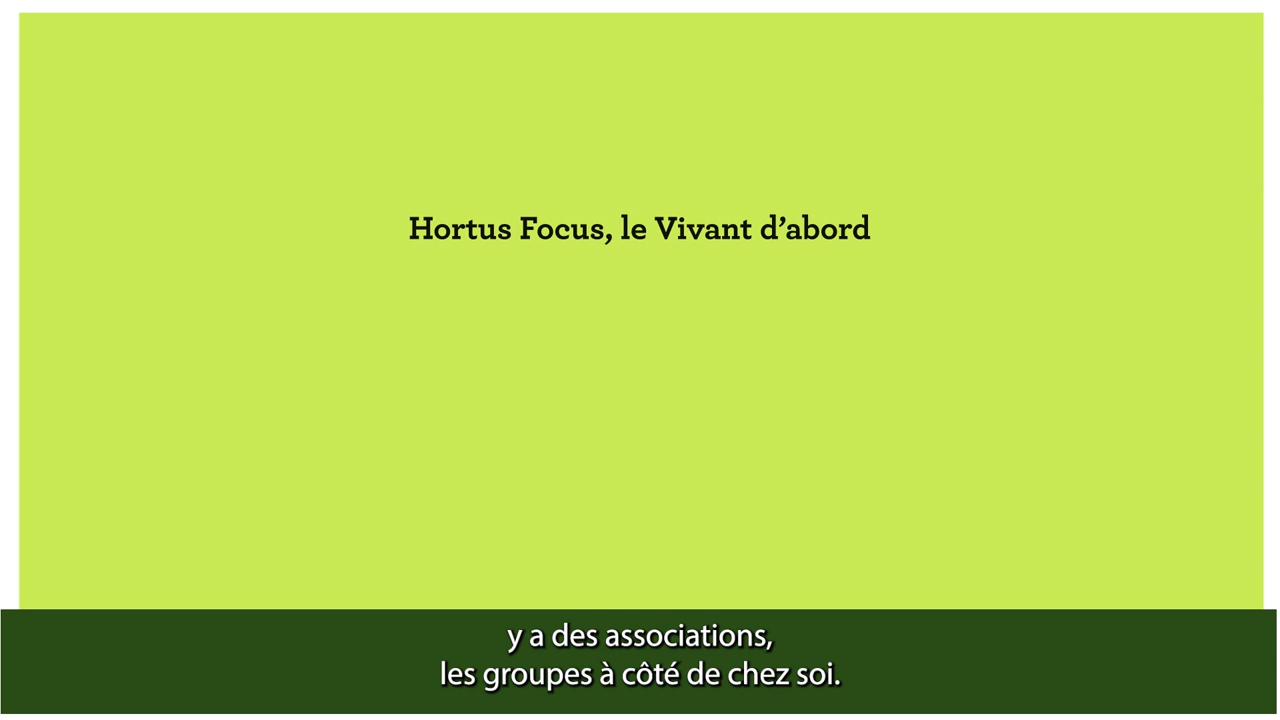 Hortus Focus, le Vivant d’abord
y a des associations,
les groupes à côté de chez soi.